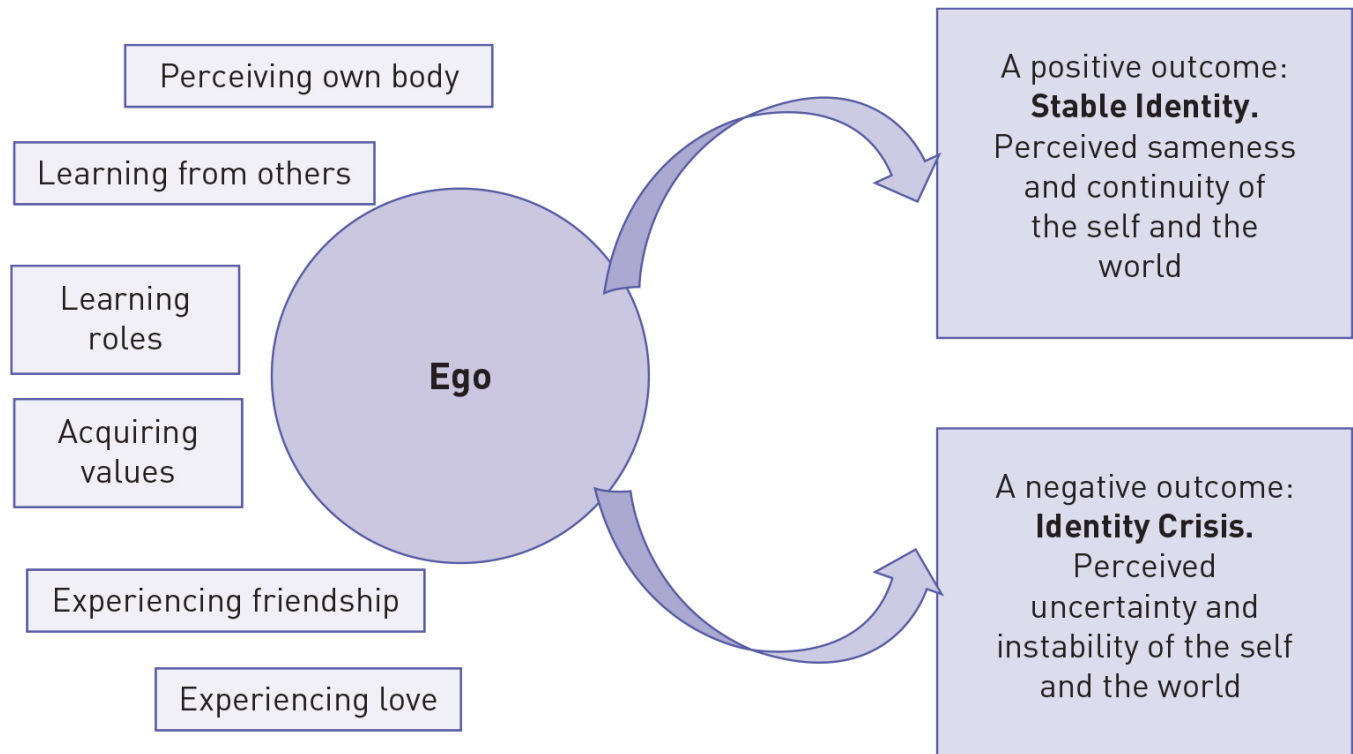 Perceiving own body
Learning from others
Learning
roles
Acquiring
values
Experiencing friendship
Experiencing love
Ego
A positive outcome:
Stable Identity.
Perceived sameness
and continuity of
the self and the
world
A negative outcome:
Identity Crisis.
Perceived
uncertainty and
instability of the self
and the world